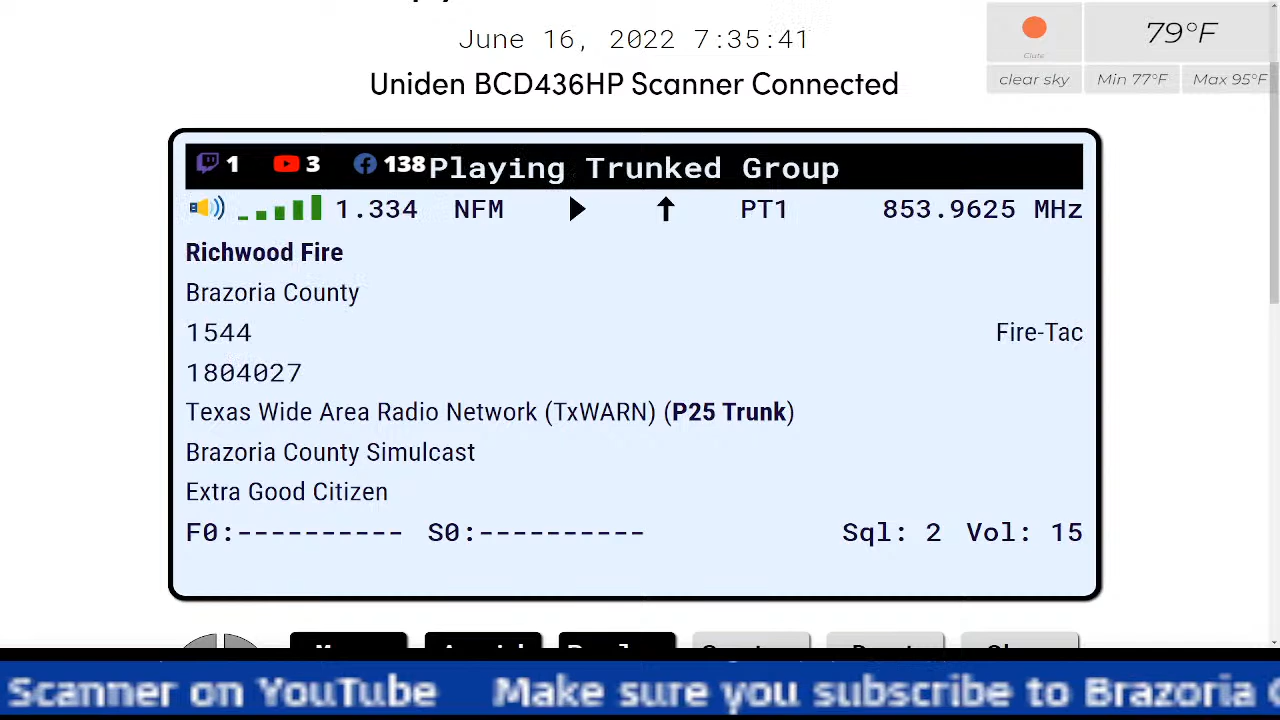 June 16, 2022 7:35:41
79°F
Clute
clear sky Min 77°F Max 95°F
Uniden BCD436HP Scanner Connected
1 3 138 Playing Trunked Group
1.334 NFM PT1 853.9625 MHz
Richwood Fire
Brazoria County
1544 Fire-Tac
1804027
Texas Wide Area Radio Network (TxWARN) (P25 Trunk)
Brazoria County Simulcast
Extra Good Citizen
F0:---------- S0:---------- Sql: 2 Vol: 15
Scanner on YouTube Make sure you subscribe to Brazoria